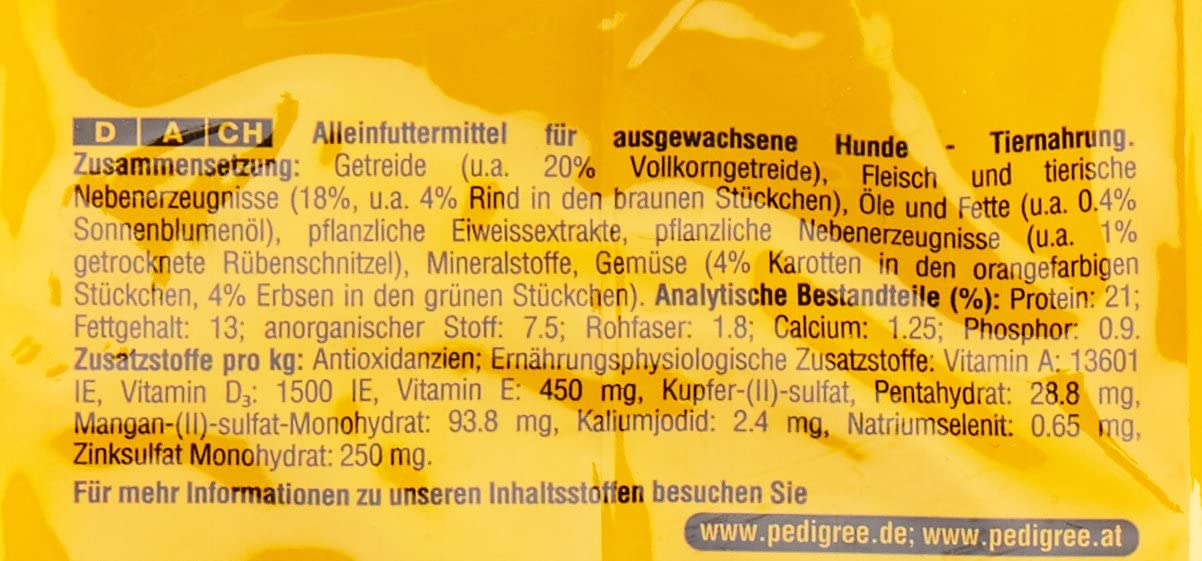 D A CH Alleinfuttermittel für ausgewachsene Hunde - Tiernahrung.
Zusammensetzung: Getreide (u.a. 20% Vollkorngetreide), Fleisch und tierische
Nebenerzeugnisse (18%, u.a. 4% Rind in den braunen Stückchen), Öle und Fette (u.a. 0.4%
Sonnenblumenöl), pflanzliche Eiweissextrakte, pflanzliche Nebenerzeugnisse (u.a. 1%
getrocknete Rübenschnitzel), Mineralstoffe, Gemüse (4% Karotten in den orangefarbigen
Stückchen, 4% Erbsen in den grünen Stückchen). Analytische Bestandteile (%): Protein: 21;
Fettgehalt: 13; anorganischer Stoff: 7.5; Rohfaser: 1.8; Calcium: 1.25; Phosphor: 0.9.
Zusatzstoffe pro kg: Antioxidanzien; Ernährungsphysiologische Zusatzstoffe: Vitamin A: 13601
IE, Vitamin D₃: 1500 IE, Vitamin E: 450 mg, Kupfer-(II)-sulfat, Pentahydrat: 28.8 mg,
Mangan-(II)-sulfat-Monohydrat: 93.8 mg, Kaliumjodid: 2.4 mg, Natriumselenit: 0.65 mg,
Zinksulfat Monohydrat: 250 mg.
Für mehr Informationen zu unseren Inhaltsstoffen besuchen Sie
www.pedigree.de; www.pedigree.at